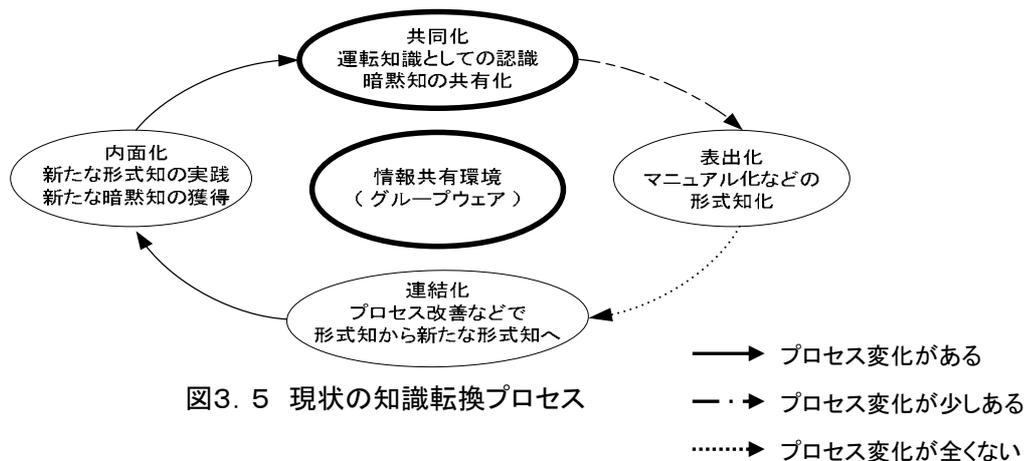 共同化
運転知識としての認識
暗黙知の共有化
内面化
新たな形式知の実践
新たな暗黙知の獲得
情報共有環境
（グループウェア）
表出化
マニュアル化などの
形式知化
連結化
プロセス改善などで
形式知から新たな形式知へ
図３．５　現状の知識転換プロセス
プロセス変化がある
プロセス変化が少しある
プロセス変化が全くない